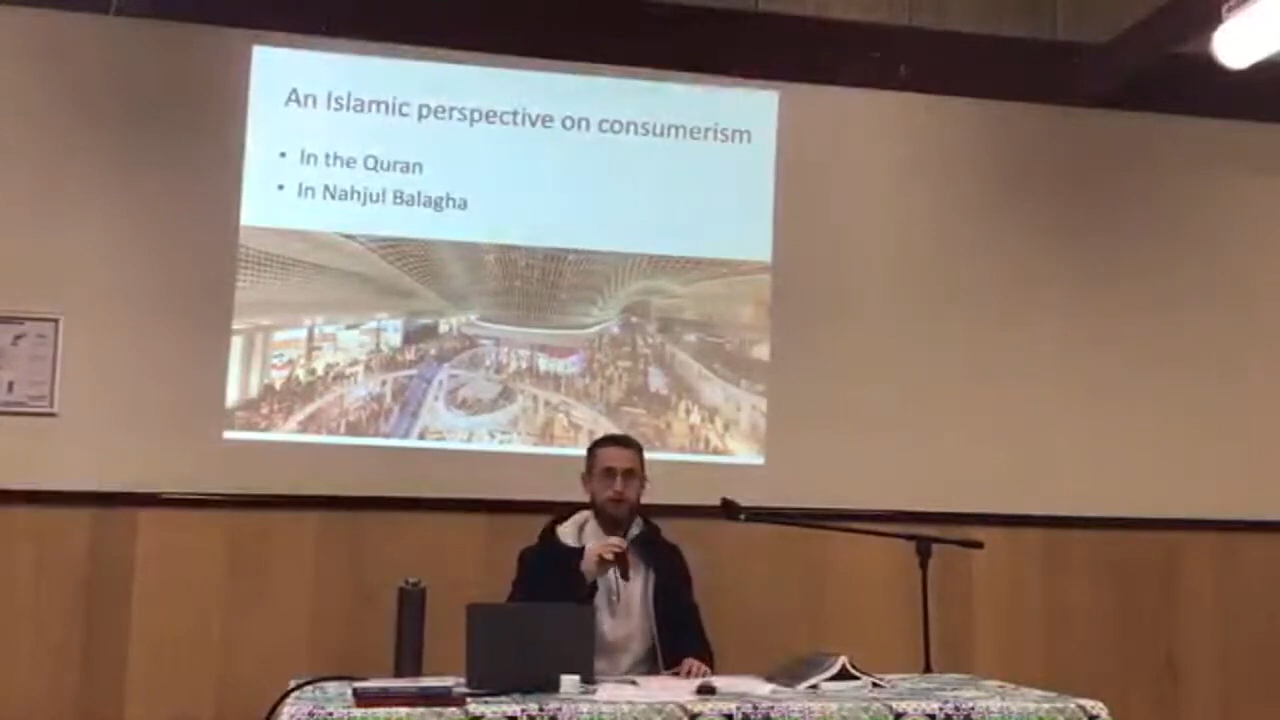 An Islamic perspective on consumerism
• In the Quran
• In Nahjul Balagha